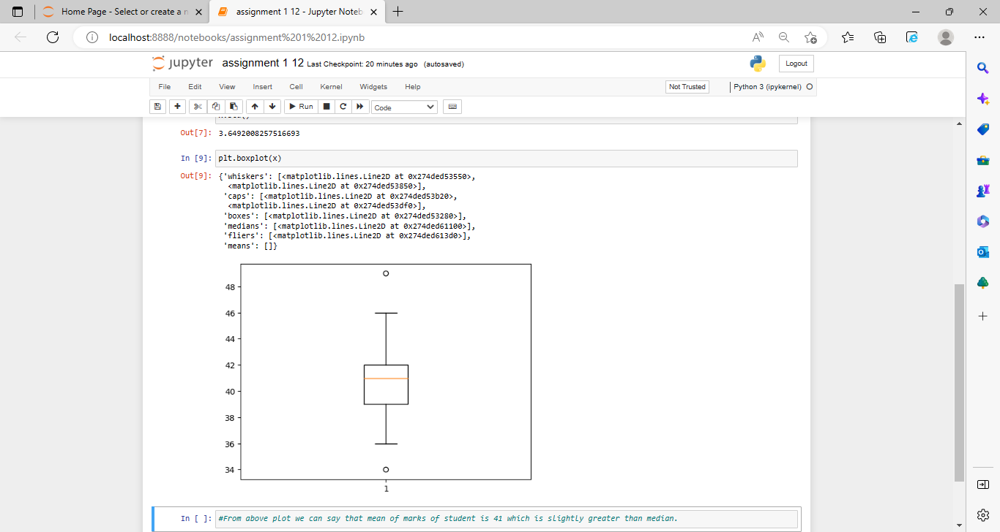 Home Page - Select or create a n
assignment 1 12 - Jupyter Noteb
localhost:8888/notebooks/assignment%201%2012.ipynb
jupyter assignment 1 12 Last Checkpoint: 20 minutes ago (autosaved)
Logout
File Edit View Insert Cell Kernel Widgets Help
Not Trusted
Python 3 (ipykernel)
Run
Code
Out[7]: 3.6492008257516693
In [9]: plt.boxplot(x)
Out[9]: {'whiskers': [<matplotlib.lines.Line2D at 0x274ded53550>,
<matplotlib.lines.Line2D at 0x274ded53850>],
'caps': [<matplotlib.lines.Line2D at 0x274ded53b20>,
<matplotlib.lines.Line2D at 0x274ded53df0>],
'boxes': [<matplotlib.lines.Line2D at 0x274ded53280>],
'medians': [<matplotlib.lines.Line2D at 0x274ded61100>],
'fliers': [<matplotlib.lines.Line2D at 0x274ded613d0>],
'means': []}
48
46
44
42
40
38
36
34
1
In [ ]: #From above plot we can say that mean of marks of student is 41 which is slightly greater than median.